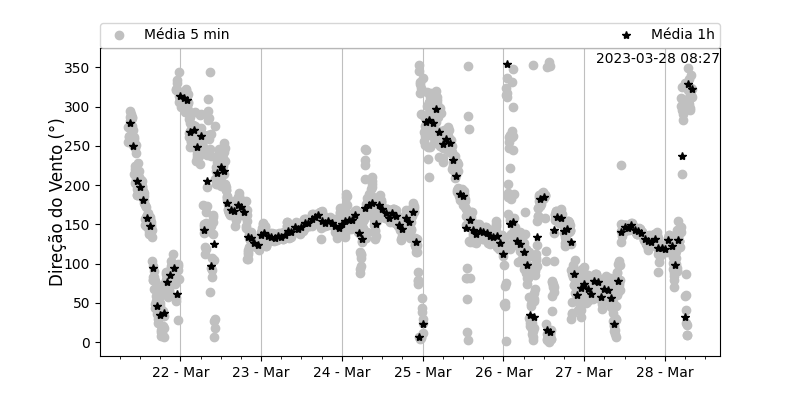 Média 5 min
Média 1h
2023-03-28 08:27
Direção do Vento (°)
350
300
250
200
150
100
50
0
22 - Mar
23 - Mar
24 - Mar
25 - Mar
26 - Mar
27 - Mar
28 - Mar